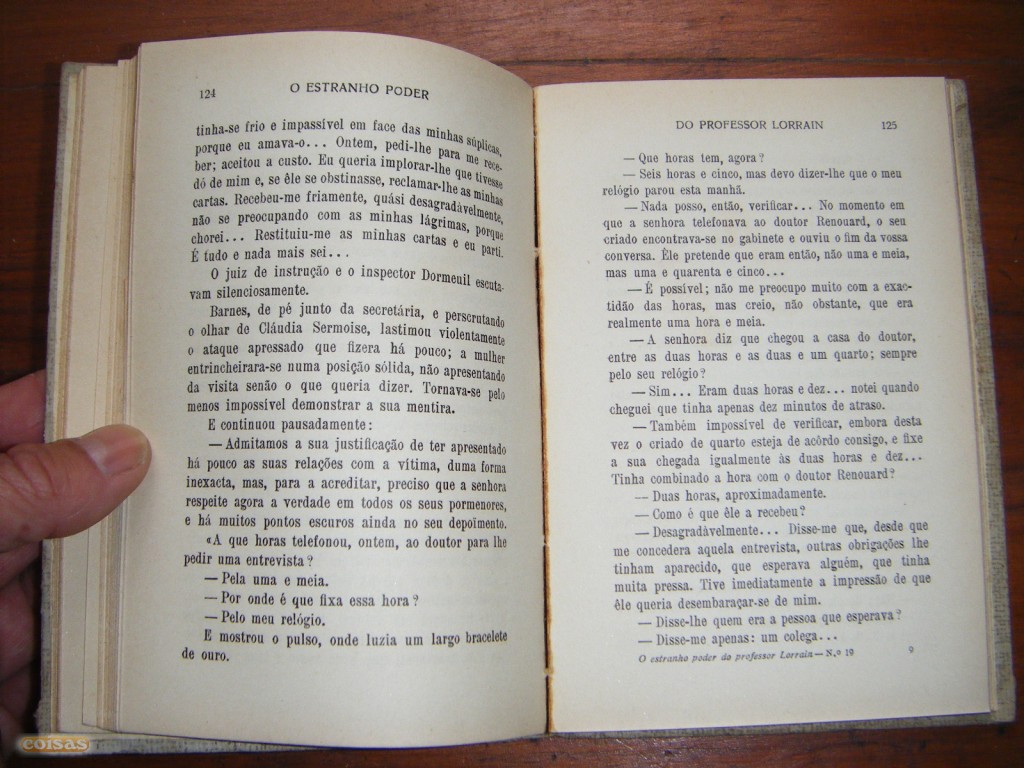 124 O ESTRANHO PODER
tinha-se frio e impassível em face das minhas súplicas,
porque eu amava-o... Ontem, pedi-lhe para me rece-
ber; aceitou a custo. Eu queria implorar-lhe que tivesse
dó de mim e, se êle se obstinasse, reclamar-lhe as minhas
cartas. Recebeu-me friamente, quási desagradàvelmente,
não se preocupando com as minhas lágrimas, porque
chorei... Restituiu-me as minhas cartas e eu parti.
É tudo e nada mais sei...
O juiz de instrução e o inspector Dormeuil escuta-
vam silenciosamente.
Barnes, de pé junto da secretária, e perscrutando
o olhar de Cláudia Sermoise, lastimou violentamente
o ataque apressado que fizera há pouco; a mulher
entrincheirara-se numa posição sólida, não apresentando
da visita senão o que queria dizer. Tornava-se pelo
menos impossível demonstrar a sua mentira.
E continuou pausadamente:
— Admitamos a sua justificação de ter apresentado
há pouco as suas relações com a vítima, duma forma
inexacta, mas, para a acreditar, preciso que a senhora
respeite agora a verdade em todos os seus pormenores,
e há muitos pontos escuros ainda no seu depoimento.
«A que horas telefonou, ontem, ao doutor para lhe
pedir uma entrevista?
— Pela uma e meia.
— Por onde é que fixa essa hora?
— Pelo meu relógio.
E mostrou o pulso, onde luzia um largo bracelete
de ouro.
DO PROFESSOR LORRAIN 125
— Que horas tem, agora?
— Seis horas e cinco, mas devo dizer-lhe que o meu
relógio parou esta manhã.
— Nada posso, então, verificar... No momento em
que a senhora telefonava ao doutor Renouard, o seu
criado encontrava-se no gabinete e ouviu o fim da vossa
conversa. Êle pretende que eram então, não uma e meia,
mas uma e quarenta e cinco...
— É possível; não me preocupo muito com a exac-
tidão das horas, mas creio, não obstante, que era
realmente uma hora e meia.
— A senhora diz que chegou a casa do doutor,
entre as duas horas e as duas e um quarto; sempre
pelo seu relógio?
— Sim... Eram duas horas e dez... notei quando
cheguei que tinha apenas dez minutos de atraso.
— Também impossível de verificar, embora desta
vez o criado de quarto esteja de acôrdo consigo, e fixe
a sua chegada igualmente às duas horas e dez...
Tinha combinado a hora com o doutor Renouard?
— Duas horas, aproximadamente.
— Como é que êle a recebeu?
— Desagradàvelmente... Disse-me que, desde que
me concedera aquela entrevista, outras obrigações lhe
tinham aparecido, que esperava alguém, que tinha
muita pressa. Tive imediatamente a impressão de que
êle queria desembaraçar-se de mim.
— Disse-lhe quem era a pessoa que esperava?
— Disse-me apenas: um colega...
O estranho poder do professor Lorrain — N.º 19 9
coisas